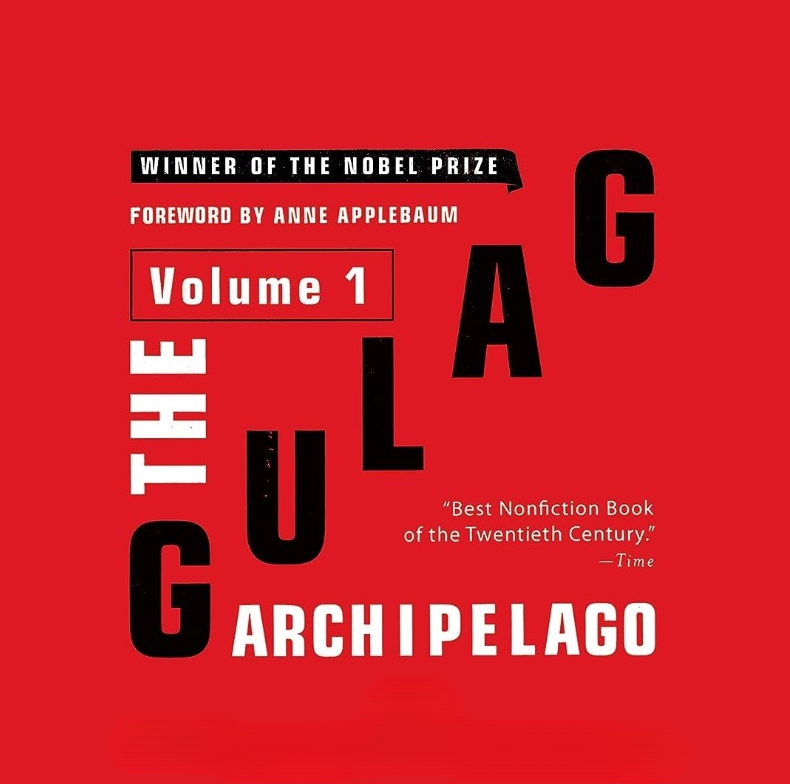 WINNER OF THE NOBEL PRIZE
FOREWORD BY ANNE APPLEBAUM
Volume 1
THE
GULAG
ARCHIPELAGO
“Best Nonfiction Book
of the Twentieth Century.”
—Time